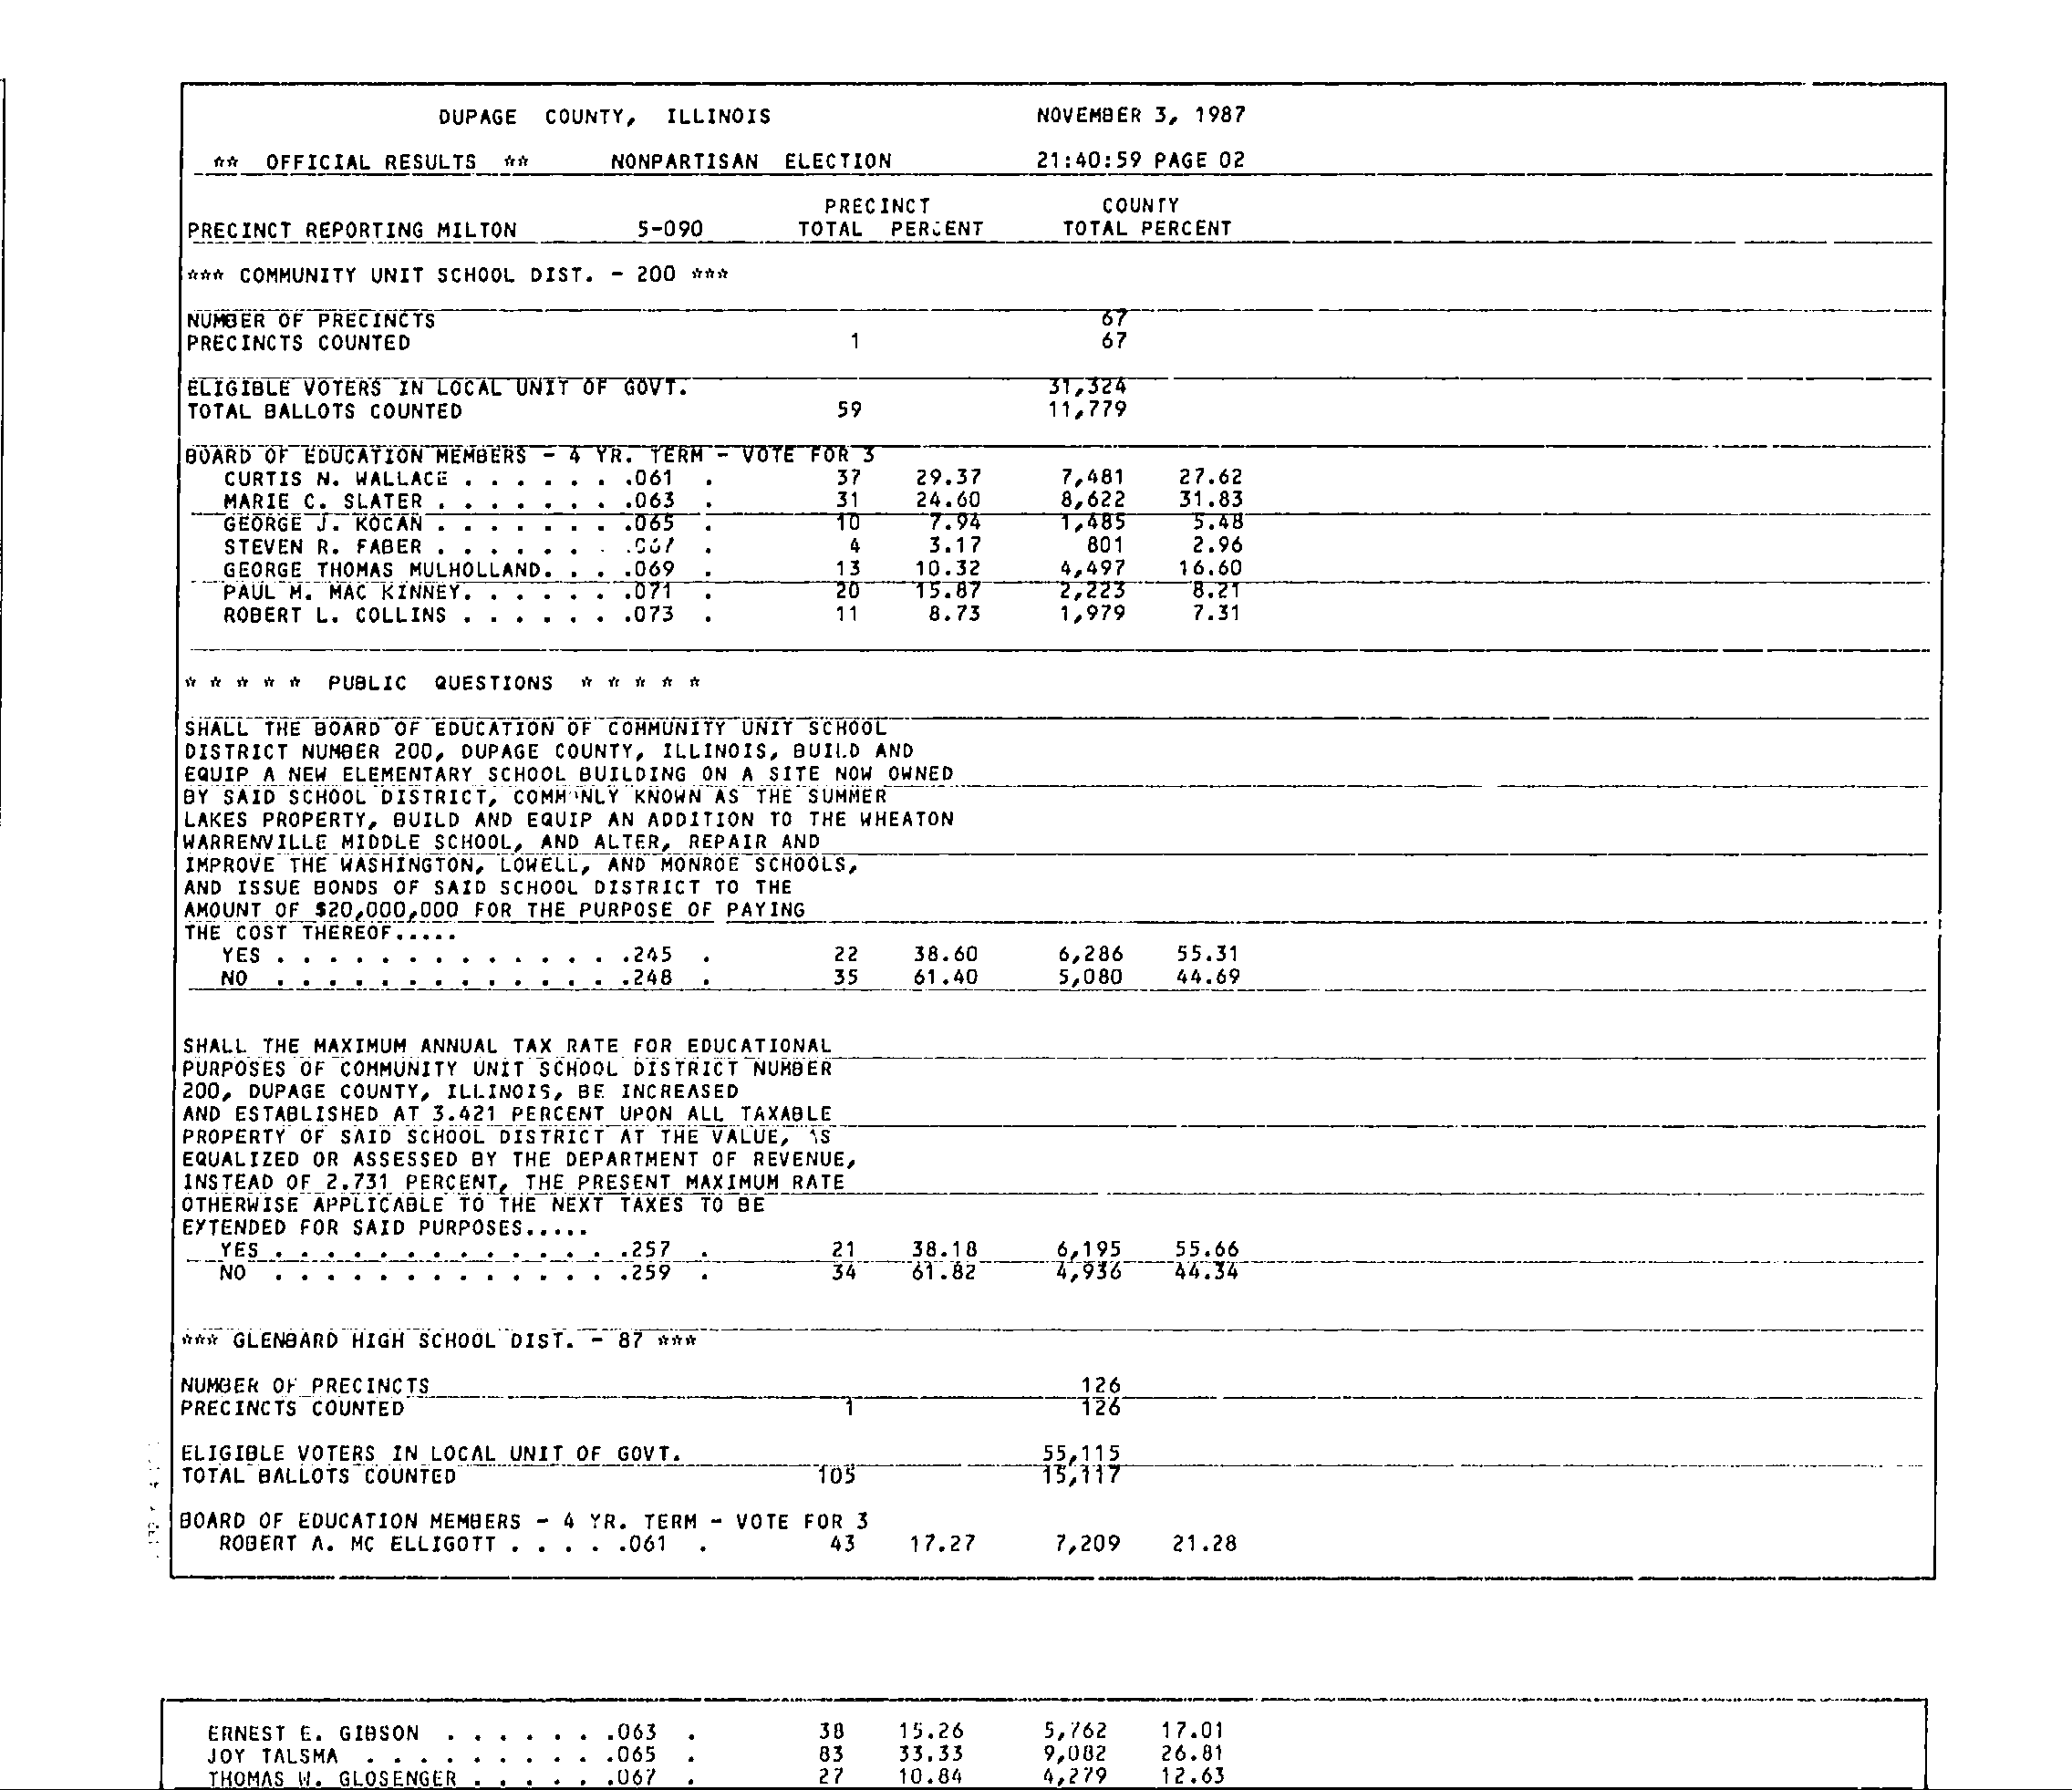 DUPAGE COUNTY, ILLINOIS NOVEMBER 3, 1987
** OFFICIAL RESULTS ** NONPARTISAN ELECTION 21:40:59 PAGE 02
PRECINCT COUNTY
PRECINCT REPORTING MILTON 5-090 TOTAL PERCENT TOTAL PERCENT
*** COMMUNITY UNIT SCHOOL DIST. - 200 ***
NUMBER OF PRECINCTS 67
PRECINCTS COUNTED 1 67
ELIGIBLE VOTERS IN LOCAL UNIT OF GOVT. 31,324
TOTAL BALLOTS COUNTED 59 11,779
BOARD OF EDUCATION MEMBERS - 4 YR. TERM - VOTE FOR 3
CURTIS N. WALLACE . . . . . . .061 . 37 29.37 7,481 27.62
MARIE C. SLATER . . . . . . . .063 . 31 24.60 8,622 31.83
GEORGE J. KOCAN . . . . . . . .065 . 10 7.94 1,485 5.48
STEVEN R. FABER . . . . . . . .067 . 4 3.17 801 2.96
GEORGE THOMAS MULHOLLAND. . . .069 . 13 10.32 4,497 16.60
PAUL M. MAC KINNEY. . . . . . .071 . 20 15.87 2,223 8.21
ROBERT L. COLLINS . . . . . . .073 . 11 8.73 1,979 7.31
* * * * * PUBLIC QUESTIONS * * * * *
SHALL THE BOARD OF EDUCATION OF COMMUNITY UNIT SCHOOL
DISTRICT NUMBER 200, DUPAGE COUNTY, ILLINOIS, BUILD AND
EQUIP A NEW ELEMENTARY SCHOOL BUILDING ON A SITE NOW OWNED
BY SAID SCHOOL DISTRICT, COMMONLY KNOWN AS THE SUMMER
LAKES PROPERTY, BUILD AND EQUIP AN ADDITION TO THE WHEATON
WARRENVILLE MIDDLE SCHOOL, AND ALTER, REPAIR AND
IMPROVE THE WASHINGTON, LOWELL, AND MONROE SCHOOLS,
AND ISSUE BONDS OF SAID SCHOOL DISTRICT TO THE
AMOUNT OF $20,000,000 FOR THE PURPOSE OF PAYING
THE COST THEREOF.....
YES . . . . . . . . . . . . . .245 . 22 38.60 6,286 55.31
NO . . . . . . . . . . . . . .248 . 35 61.40 5,080 44.69
SHALL THE MAXIMUM ANNUAL TAX RATE FOR EDUCATIONAL
PURPOSES OF COMMUNITY UNIT SCHOOL DISTRICT NUMBER
200, DUPAGE COUNTY, ILLINOIS, BE INCREASED
AND ESTABLISHED AT 3.421 PERCENT UPON ALL TAXABLE
PROPERTY OF SAID SCHOOL DISTRICT AT THE VALUE, AS
EQUALIZED OR ASSESSED BY THE DEPARTMENT OF REVENUE,
INSTEAD OF 2.731 PERCENT, THE PRESENT MAXIMUM RATE
OTHERWISE APPLICABLE TO THE NEXT TAXES TO BE
EXTENDED FOR SAID PURPOSES.....
YES . . . . . . . . . . . . . .257 . 21 38.18 6,195 55.66
NO . . . . . . . . . . . . . .259 . 34 61.82 4,936 44.34
*** GLENBARD HIGH SCHOOL DIST. - 87 ***
NUMBER OF PRECINCTS 126
PRECINCTS COUNTED 1 126
ELIGIBLE VOTERS IN LOCAL UNIT OF GOVT. 55,115
TOTAL BALLOTS COUNTED 105 15,117
BOARD OF EDUCATION MEMBERS - 4 YR. TERM - VOTE FOR 3
ROBERT A. MC ELLIGOTT . . . . .061 . 43 17.27 7,209 21.28
ERNEST E. GIBSON . . . . . . .063 . 38 15.26 5,762 17.01
JOY TALSMA . . . . . . . . . .065 . 83 33.33 9,082 26.81
THOMAS W. GLOSENGER . . . . . .067 . 27 10.84 4,279 12.63